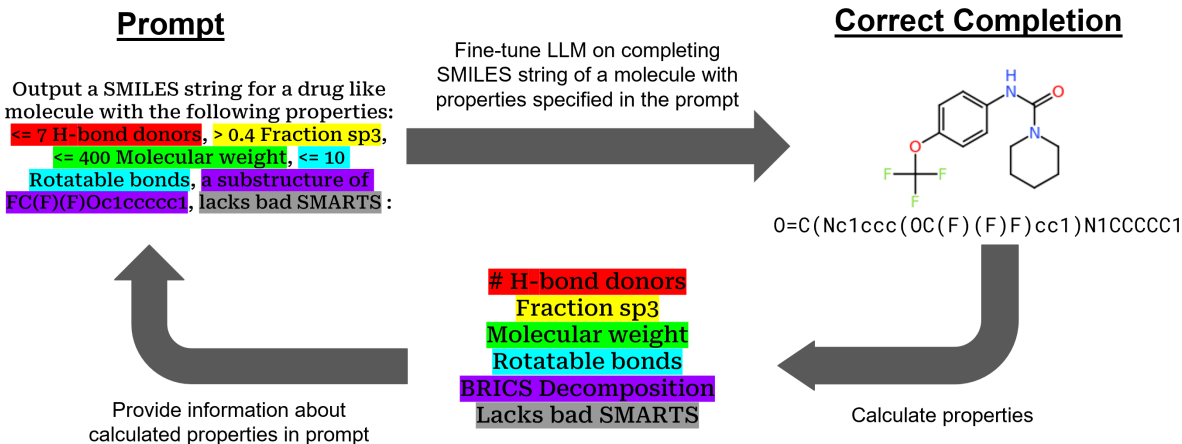 Prompt
Output a SMILES string for a drug like
molecule with the following properties:
<= 7 H-bond donors, > 0.4 Fraction sp3,
<= 400 Molecular weight, <= 10
Rotatable bonds, a substructure of
FC(F)(F)Oc1ccccc1, lacks bad SMARTS :
Fine-tune LLM on completing
SMILES string of a molecule with
properties specified in the prompt
Correct Completion
H
N
O
N
O
F
F
F
O=C(Nc1ccc(OC(F)(F)F)cc1)N1CCCCC1
# H-bond donors
Fraction sp3
Molecular weight
Rotatable bonds
BRICS Decomposition
Lacks bad SMARTS
Calculate properties
Provide information about
calculated properties in prompt